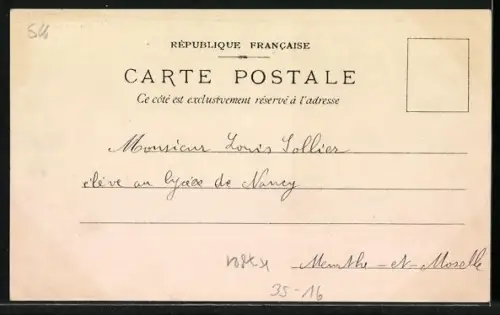 54
RÉPUBLIQUE FRANÇAISE
CARTE POSTALE
Ce côté est exclusivement réservé à l'adresse
Monsieur Louis Sollier
élève au lycée de Nancy
Meurthe-et-Moselle
35-16